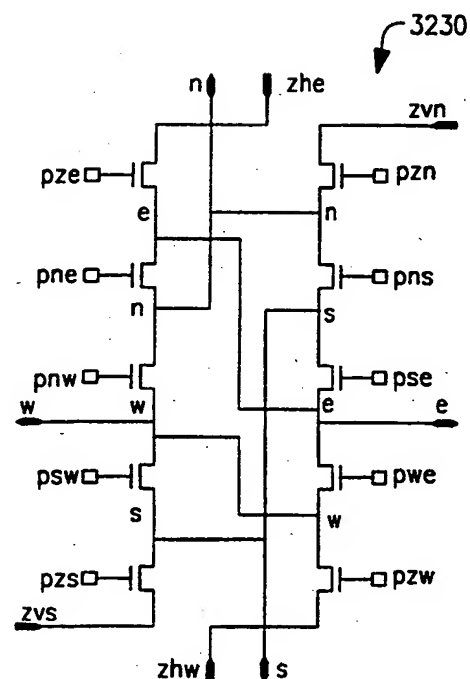 3230
n zhe
zvn
pze pzn
e n
pne pns
n s
pnw pse
w w e e
psw pwe
s w
pzs pzw
zvs
zhw s